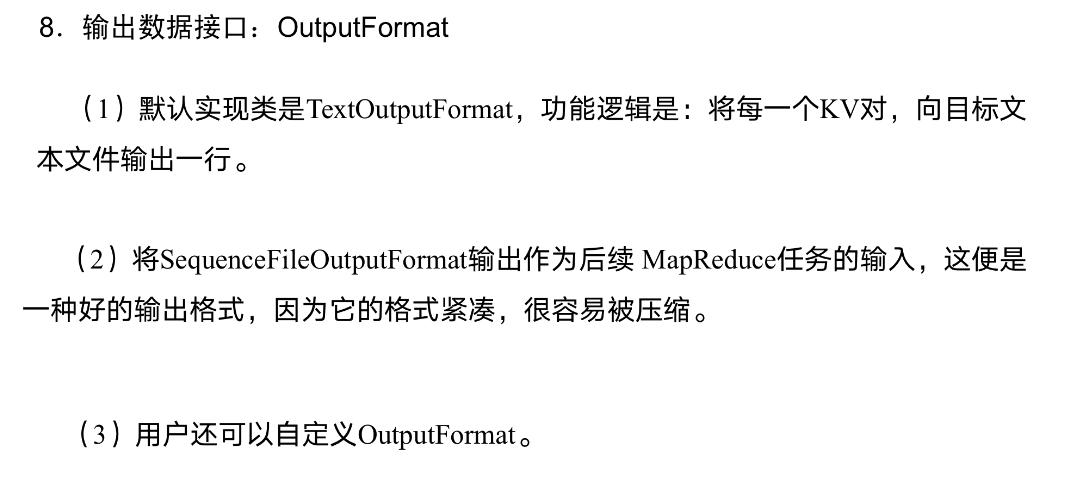 8．输出数据接口：OutputFormat
（1）默认实现类是TextOutputFormat，功能逻辑是：将每一个KV对，向目标文
本文件输出一行。
（2）将SequenceFileOutputFormat输出作为后续 MapReduce任务的输入，这便是
一种好的输出格式，因为它的格式紧凑，很容易被压缩。
（3）用户还可以自定义OutputFormat。